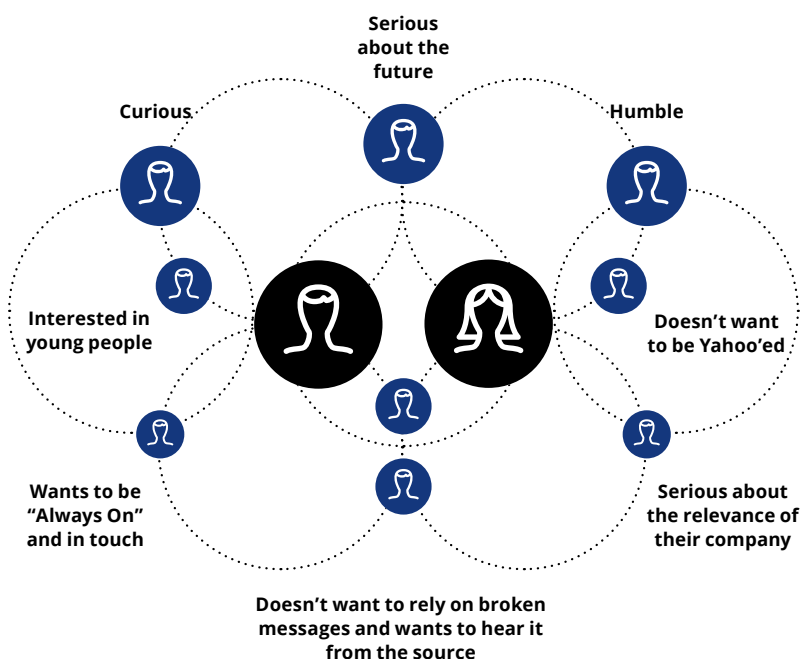 Serious
about the
future
Curious
Humble
Interested in
young people
Doesn’t want
to be Yahoo’ed
Wants to be
“Always On”
and in touch
Serious about
the relevance of
their company
Doesn’t want to rely on broken
messages and wants to hear it
from the source